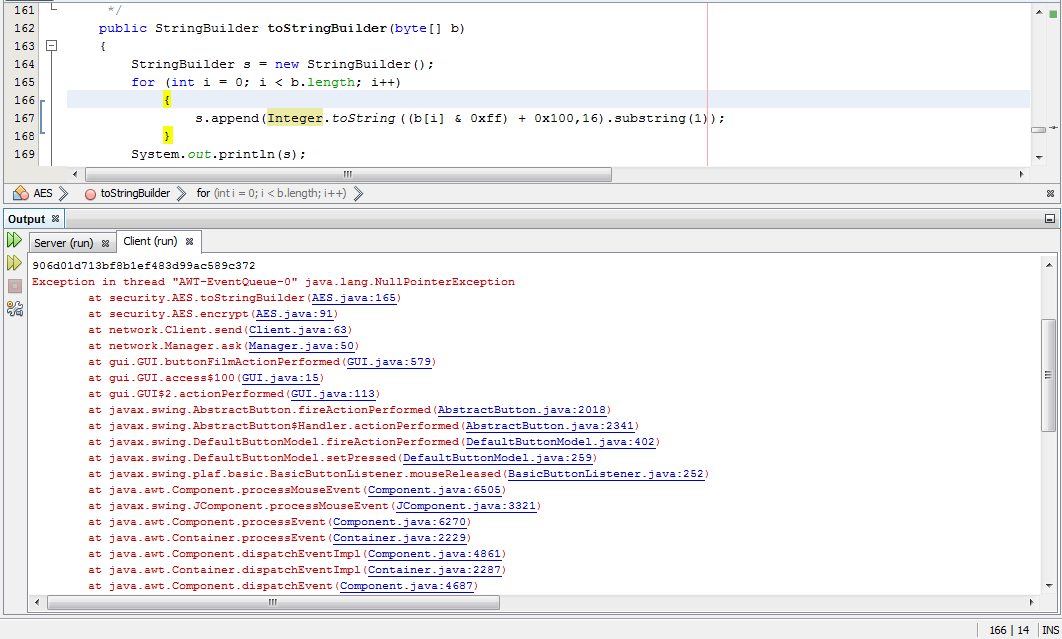 161 */
162 public StringBuilder toStringBuilder(byte[] b)
163 {
164 StringBuilder s = new StringBuilder();
165 for (int i = 0; i < b.length; i++)
166 {
167 s.append(Integer.toString((b[i] & 0xff) + 0x100,16).substring(1));
168 }
169 System.out.println(s);
AES toStringBuilder for (int i = 0; i < b.length; i++)
Output
Server (run) Client (run)
906d01d713bf8b1ef483d99ac589c372
Exception in thread "AWT-EventQueue-0" java.lang.NullPointerException
at security.AES.toStringBuilder(AES.java:165)
at security.AES.encrypt(AES.java:91)
at network.Client.send(Client.java:63)
at network.Manager.ask(Manager.java:50)
at gui.GUI.buttonFilmActionPerformed(GUI.java:579)
at gui.GUI.access$100(GUI.java:15)
at gui.GUI$2.actionPerformed(GUI.java:113)
at javax.swing.AbstractButton.fireActionPerformed(AbstractButton.java:2018)
at javax.swing.AbstractButton$Handler.actionPerformed(AbstractButton.java:2341)
at javax.swing.DefaultButtonModel.fireActionPerformed(DefaultButtonModel.java:402)
at javax.swing.DefaultButtonModel.setPressed(DefaultButtonModel.java:259)
at javax.swing.plaf.basic.BasicButtonListener.mouseReleased(BasicButtonListener.java:252)
at java.awt.Component.processMouseEvent(Component.java:6505)
at javax.swing.JComponent.processMouseEvent(JComponent.java:3321)
at java.awt.Component.processEvent(Component.java:6270)
at java.awt.Container.processEvent(Container.java:2229)
at java.awt.Component.dispatchEventImpl(Component.java:4861)
at java.awt.Container.dispatchEventImpl(Container.java:2287)
at java.awt.Component.dispatchEvent(Component.java:4687)
166 | 14 INS